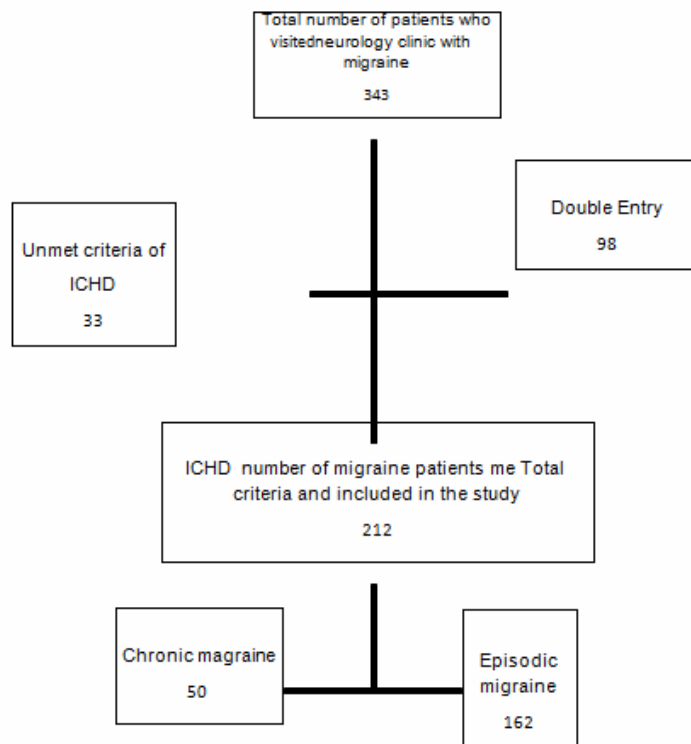 Total number of patients who
visitedneurology clinic with
migraine
343
Double Entry
98
Unmet criteria of
ICHD
33
ICHD number of migraine patients me Total
criteria and included in the study
212
Chronic magraine
50
Episodic
migraine
162